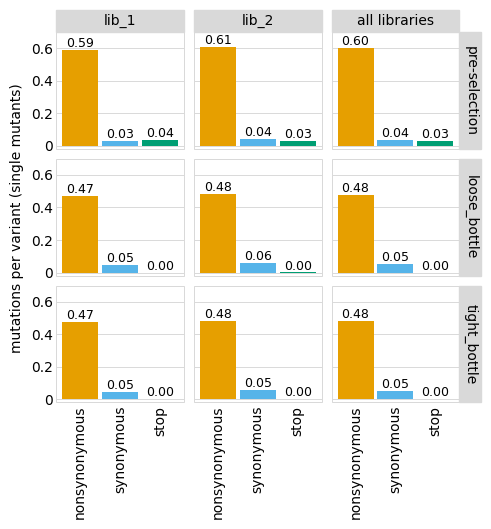 lib_1 lib_2 all libraries
mutations per variant (single mutants)
0.6 0.59 0.61 0.60
0.4
0.2
0 0.03 0.04 0.04 0.03 0.04 0.03
pre-selection
0.6
0.4 0.47 0.48 0.48
0.2
0 0.05 0.00 0.06 0.00 0.05 0.00
loose_bottle
0.6
0.4 0.47 0.48 0.48
0.2
0 0.05 0.00 0.05 0.00 0.05 0.00
tight_bottle
nonsynonymous synonymous stop nonsynonymous synonymous stop nonsynonymous synonymous stop